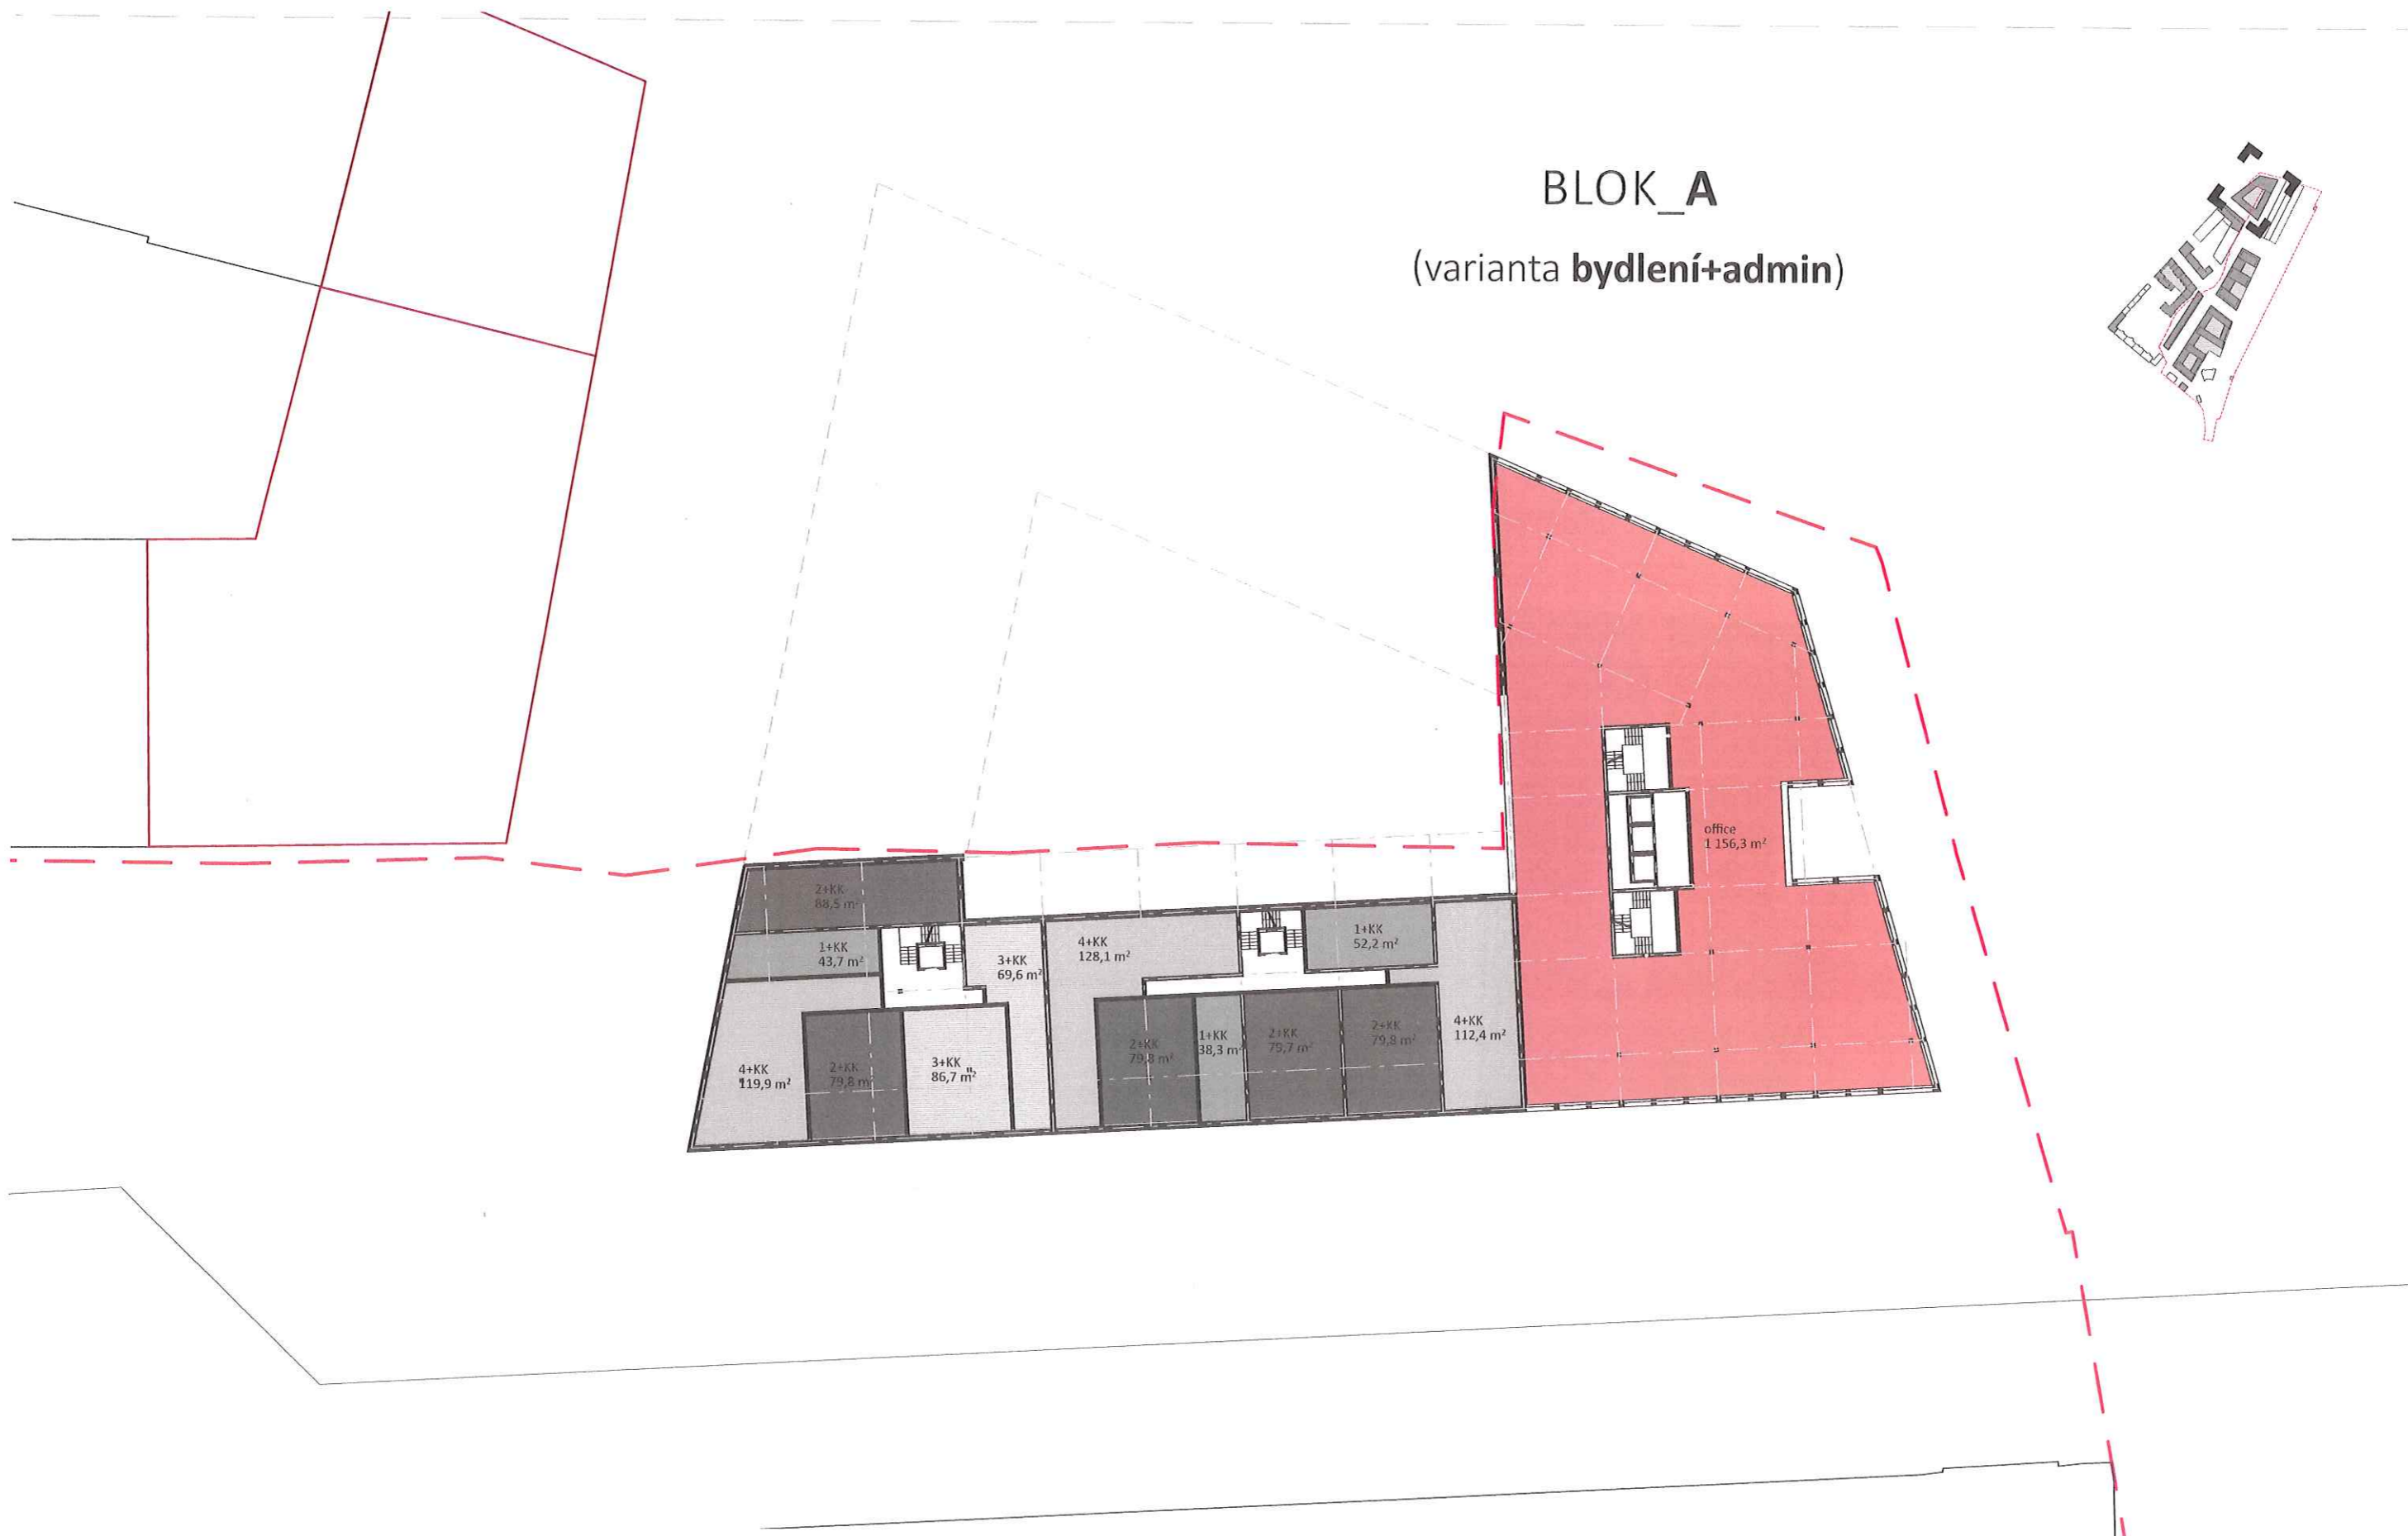 BLOK_A
(varianta bydlení+admin)
office
1 156,3 m²
2+KK
88,5 m²
1+KK
43,7 m²
3+KK
69,6 m²
4+KK
128,1 m²
1+KK
52,2 m²
4+KK
119,9 m²
2+KK
79,8 m²
3+KK
86,7 m²
2+KK
79,8 m²
1+KK
38,3 m²
2+KK
79,7 m²
2+KK
79,8 m²
4+KK
112,4 m²